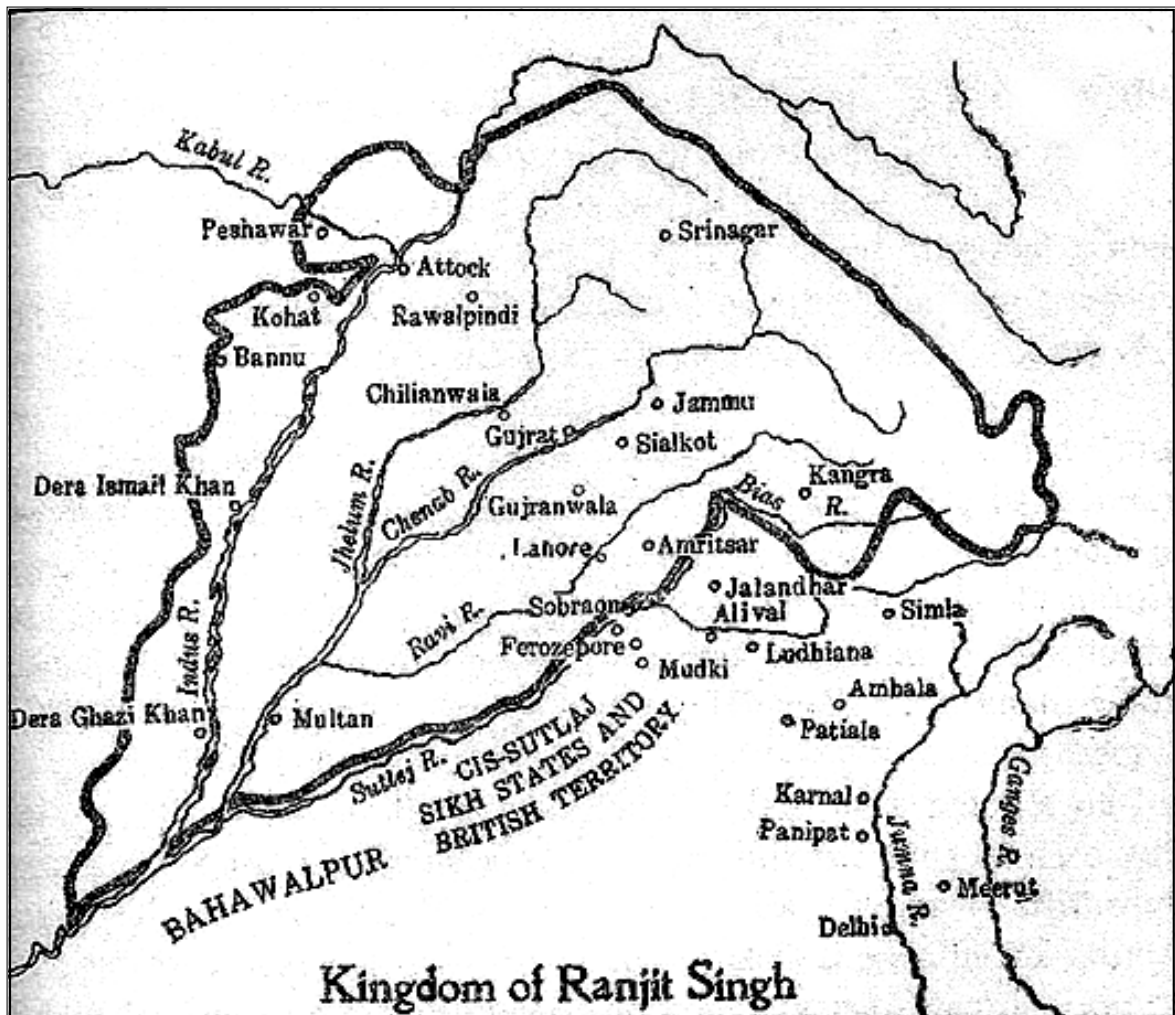 Kabul R.
Peshawar
Srinagar
Attock
Kohat
Rawalpindi
Bannu
Chilianwala
Jammu
Gujrat
Sialkot
Jhelum R.
Chenab R.
Kangra
Dera Ismail Khan
Bias
R.
Gujranwala
Lahore
Amritsar
Jalandhar
Sobraon
Alival
Simla
Ravi R.
Indus R.
Ferozepore
Ludhiana
Mudki
Ambala
Dera Ghazi Khan
Multan
Patiala
Sutlej R.
CIS-SUTLAJ
SIKH STATES AND
BRITISH TERRITORY
Karnal
Ganges R.
Panipat
Jumna R.
BAHAWALPUR
Meerut
Delhi
Kingdom of Ranjit Singh